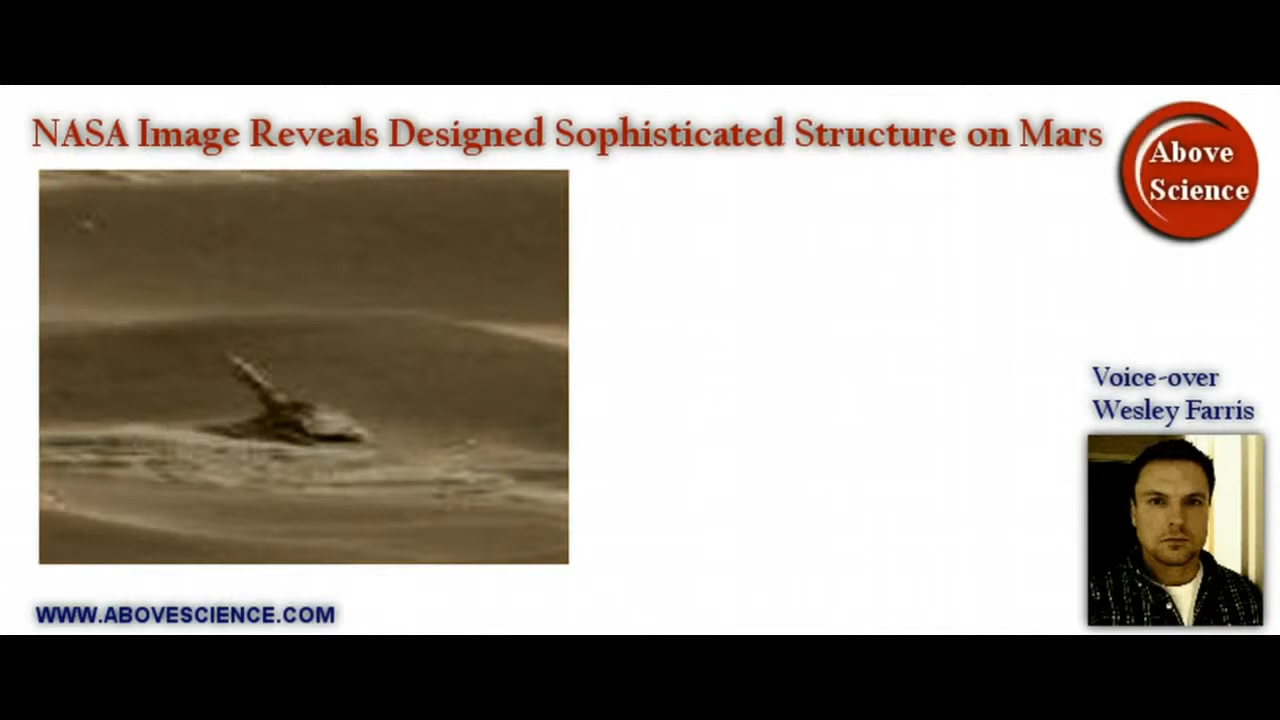 NASA Image Reveals Designed Sophisticated Structure on Mars
Above
Science
Voice-over
Wesley Farris
WWW.ABOVESCIENCE.COM